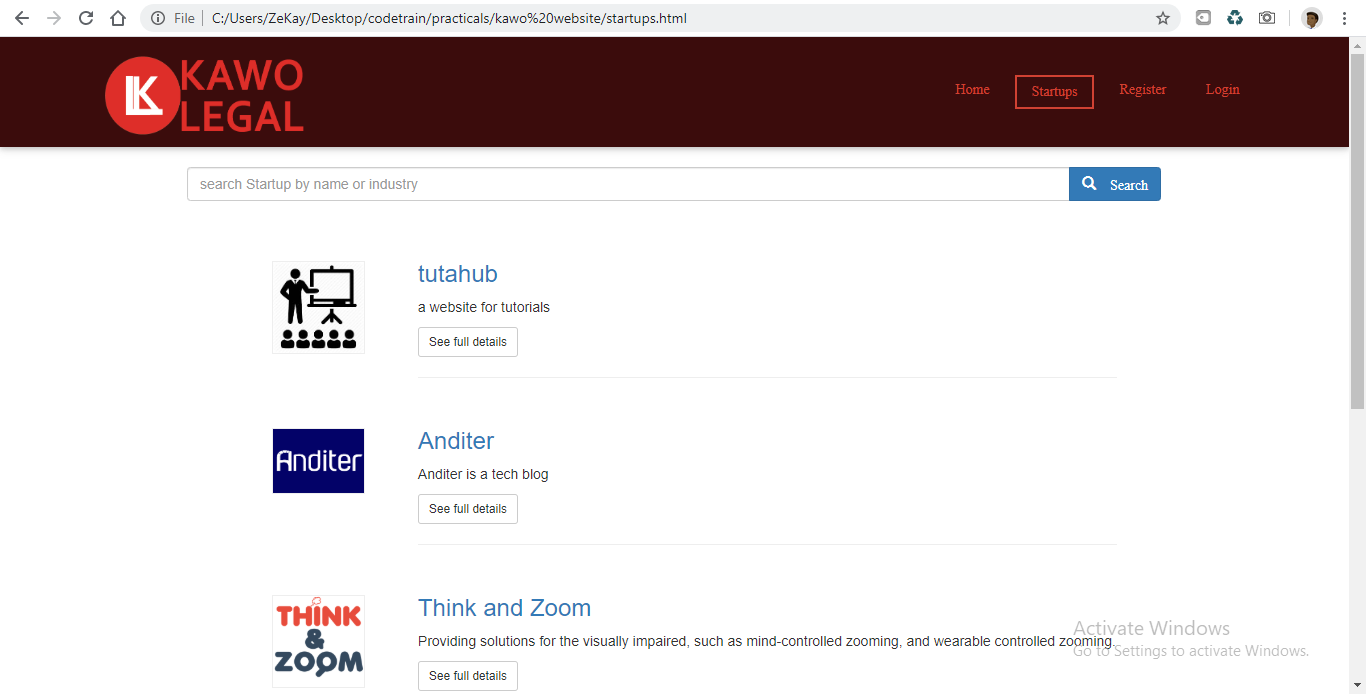 File | C:/Users/ZeKay/Desktop/codetrain/practicals/kawo%20website/startups.html
KAWO
LEGAL
Home Startups Register Login
search Startup by name or industry Search
tutahub
a website for tutorials
See full details
Anditer
Anditer
Anditer is a tech blog
See full details
THINK
&
ZOOM
Think and Zoom
Providing solutions for the visually impaired, such as mind-controlled zooming, and wearable controlled zooming.
See full details
Activate Windows
Go to Settings to activate Windows.